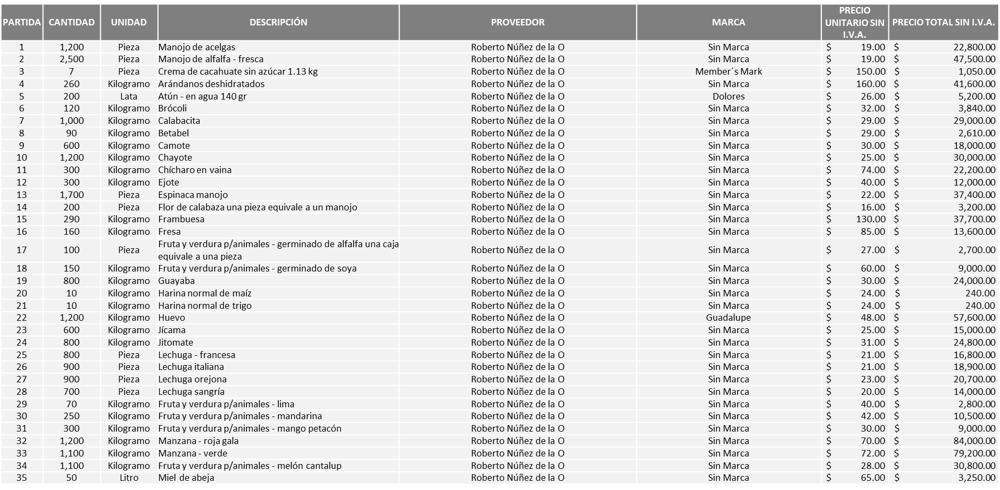 PARTIDA CANTIDAD UNIDAD DESCRIPCIÓN PROVEEDOR MARCA PRECIO UNITARIO SIN I.V.A. PRECIO TOTAL SIN I.V.A.
1 1,200 Pieza Manojo de acelgas Roberto Núñez de la O Sin Marca $ 19.00 $ 22,800.00
2 2,500 Pieza Manojo de alfalfa - fresca Roberto Núñez de la O Sin Marca $ 19.00 $ 47,500.00
3 7 Pieza Crema de cacahuate sin azúcar 1.13 kg Roberto Núñez de la O Member´s Mark $ 150.00 $ 1,050.00
4 260 Kilogramo Arándanos deshidratados Roberto Núñez de la O Sin Marca $ 160.00 $ 41,600.00
5 200 Lata Atún - en agua 140 gr Roberto Núñez de la O Dolores $ 26.00 $ 5,200.00
6 120 Kilogramo Brócoli Roberto Núñez de la O Sin Marca $ 32.00 $ 3,840.00
7 1,000 Kilogramo Calabacita Roberto Núñez de la O Sin Marca $ 29.00 $ 29,000.00
8 90 Kilogramo Betabel Roberto Núñez de la O Sin Marca $ 29.00 $ 2,610.00
9 600 Kilogramo Camote Roberto Núñez de la O Sin Marca $ 30.00 $ 18,000.00
10 1,200 Kilogramo Chayote Roberto Núñez de la O Sin Marca $ 25.00 $ 30,000.00
11 300 Kilogramo Chícharo en vaina Roberto Núñez de la O Sin Marca $ 74.00 $ 22,200.00
12 300 Kilogramo Ejote Roberto Núñez de la O Sin Marca $ 40.00 $ 12,000.00
13 1,700 Pieza Espinaca manojo Roberto Núñez de la O Sin Marca $ 22.00 $ 37,400.00
14 200 Pieza Flor de calabaza una pieza equivale a un manojo Roberto Núñez de la O Sin Marca $ 16.00 $ 3,200.00
15 290 Kilogramo Frambuesa Roberto Núñez de la O Sin Marca $ 130.00 $ 37,700.00
16 160 Kilogramo Fresa Roberto Núñez de la O Sin Marca $ 85.00 $ 13,600.00
17 100 Pieza Fruta y verdura p/animales - germinado de alfalfa una caja
equivale a una pieza Roberto Núñez de la O Sin Marca $ 27.00 $ 2,700.00
18 150 Kilogramo Fruta y verdura p/animales - germinado de soya Roberto Núñez de la O Sin Marca $ 60.00 $ 9,000.00
19 800 Kilogramo Guayaba Roberto Núñez de la O Sin Marca $ 30.00 $ 24,000.00
20 10 Kilogramo Harina normal de maíz Roberto Núñez de la O Sin Marca $ 24.00 $ 240.00
21 10 Kilogramo Harina normal de trigo Roberto Núñez de la O Sin Marca $ 24.00 $ 240.00
22 1,200 Kilogramo Huevo Roberto Núñez de la O Guadalupe $ 48.00 $ 57,600.00
23 600 Kilogramo Jícama Roberto Núñez de la O Sin Marca $ 25.00 $ 15,000.00
24 800 Kilogramo Jitomate Roberto Núñez de la O Sin Marca $ 31.00 $ 24,800.00
25 800 Pieza Lechuga - francesa Roberto Núñez de la O Sin Marca $ 21.00 $ 16,800.00
26 900 Pieza Lechuga italiana Roberto Núñez de la O Sin Marca $ 21.00 $ 18,900.00
27 900 Pieza Lechuga orejona Roberto Núñez de la O Sin Marca $ 23.00 $ 20,700.00
28 700 Pieza Lechuga sangría Roberto Núñez de la O Sin Marca $ 20.00 $ 14,000.00
29 70 Kilogramo Fruta y verdura p/animales - lima Roberto Núñez de la O Sin Marca $ 40.00 $ 2,800.00
30 250 Kilogramo Fruta y verdura p/animales - mandarina Roberto Núñez de la O Sin Marca $ 42.00 $ 10,500.00
31 300 Kilogramo Fruta y verdura p/animales - mango petacón Roberto Núñez de la O Sin Marca $ 30.00 $ 9,000.00
32 1,200 Kilogramo Manzana - roja gala Roberto Núñez de la O Sin Marca $ 70.00 $ 84,000.00
33 1,100 Kilogramo Manzana - verde Roberto Núñez de la O Sin Marca $ 72.00 $ 79,200.00
34 1,100 Kilogramo Fruta y verdura p/animales - melón cantalup Roberto Núñez de la O Sin Marca $ 28.00 $ 30,800.00
35 50 Litro Miel de abeja Roberto Núñez de la O Sin Marca $ 65.00 $ 3,250.00